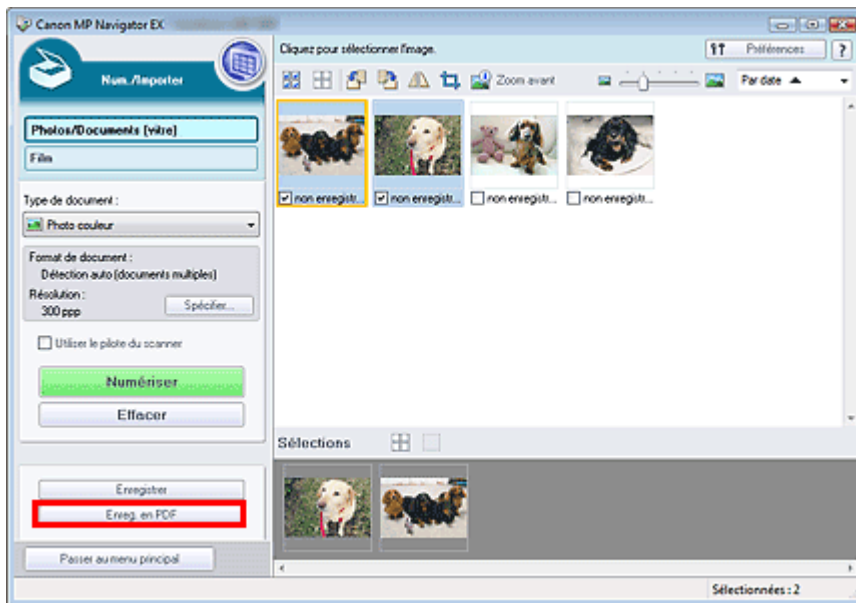 Canon MP Navigator EX
Num./Importer
Photos/Documents (vitre)
Film
Type de document :
Photo couleur
Format de document :
Détection auto (documents multiples)
Résolution :
300 ppp
Spécifier...
Utiliser le pilote du scanner
Numériser
Effacer
Enregistrer
Enreg. en PDF
Passer au menu principal
Cliquez pour sélectionner l'image.
Préférences
?
Zoom avant
Par date
non enregistr...
non enregistr...
non enregistr...
non enregistr...
Sélections
Sélectionnées : 2